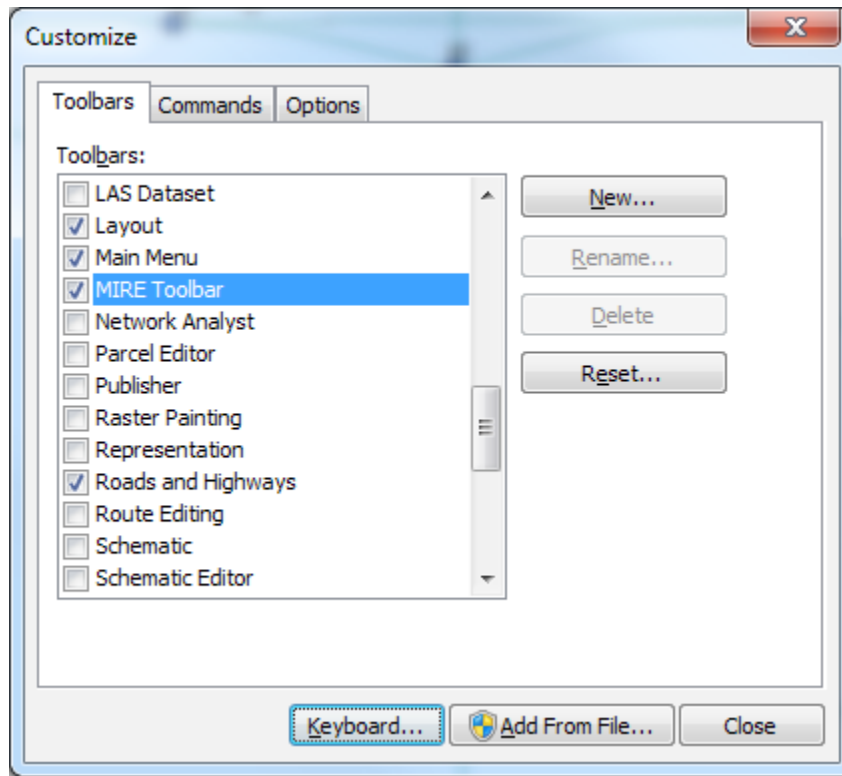 Customize
Toolbars Commands Options
Toolbars:
LAS Dataset
Layout
Main Menu
MIRE Toolbar
Network Analyst
Parcel Editor
Publisher
Raster Painting
Representation
Roads and Highways
Route Editing
Schematic
Schematic Editor
New...
Rename...
Delete
Reset...
Keyboard... Add From File... Close